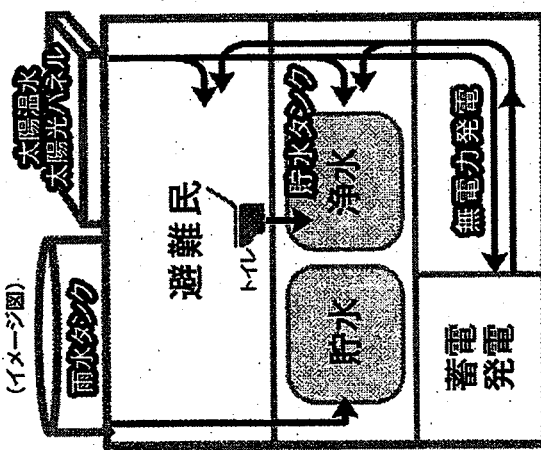 (イメージ図)
雨水タンク
太陽温水
太陽光パネル
避難民
トイレ
貯水タンク
貯水
浄水
蓄電
発電
無電力発電